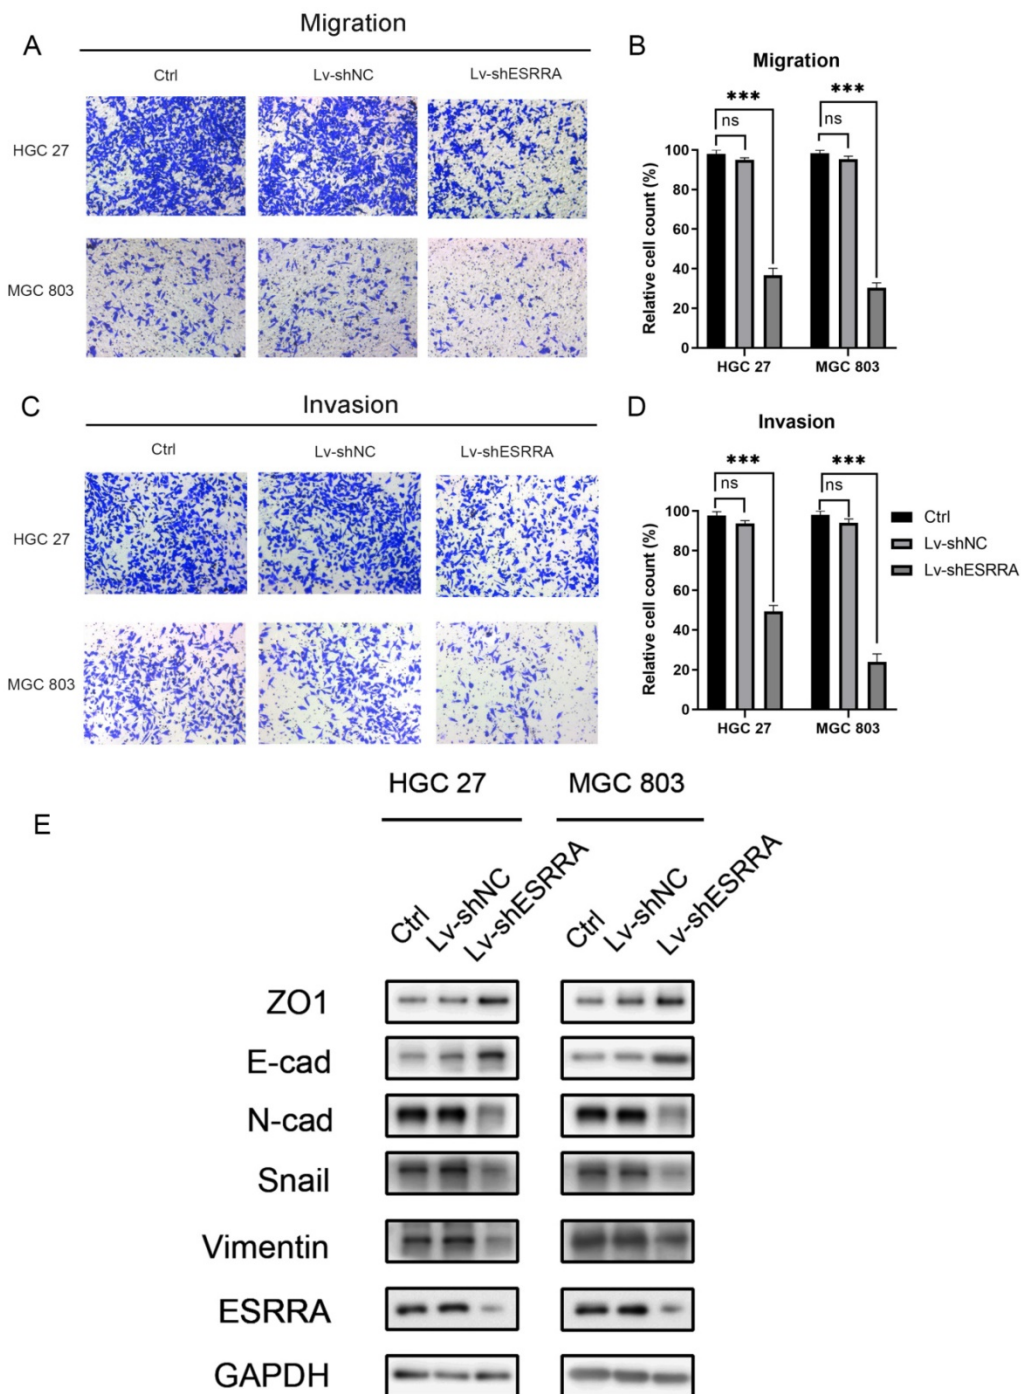 A
Migration
Ctrl
Lv-shNC
Lv-shESRRA
HGC 27
MGC 803
B
Migration
***
***
ns
ns
Relative cell count (%)
100
80
60
40
20
0
HGC 27
MGC 803
C
Invasion
Ctrl
Lv-shNC
Lv-shESRRA
HGC 27
MGC 803
D
Invasion
***
***
ns
ns
Relative cell count (%)
100
80
60
40
20
0
HGC 27
MGC 803
Ctrl
Lv-shNC
Lv-shESRRA
E
HGC 27
MGC 803
Ctrl
Lv-shNC
Lv-shESRRA
Ctrl
Lv-shNC
Lv-shESRRA
ZO1
E-cad
N-cad
Snail
Vimentin
ESRRA
GAPDH